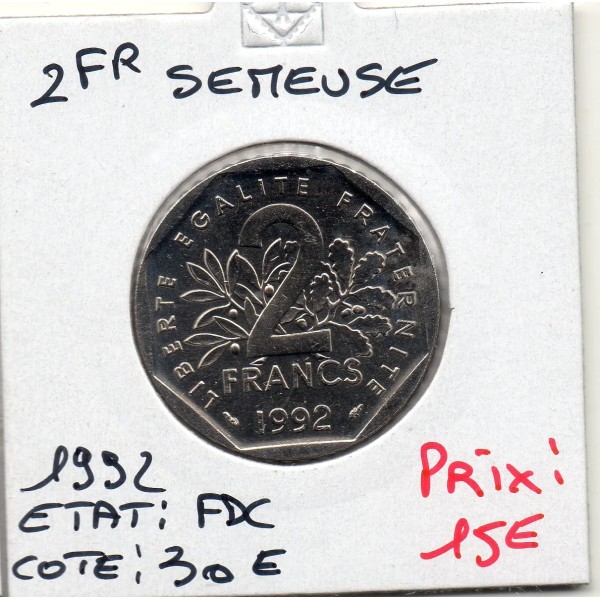 2FR SEMEUSE
LIBERTE EGALITE FRATERNITE
2
FRANCS
1992
1992
ETAT: FDC
COTE: 30 E
PRix:
15E